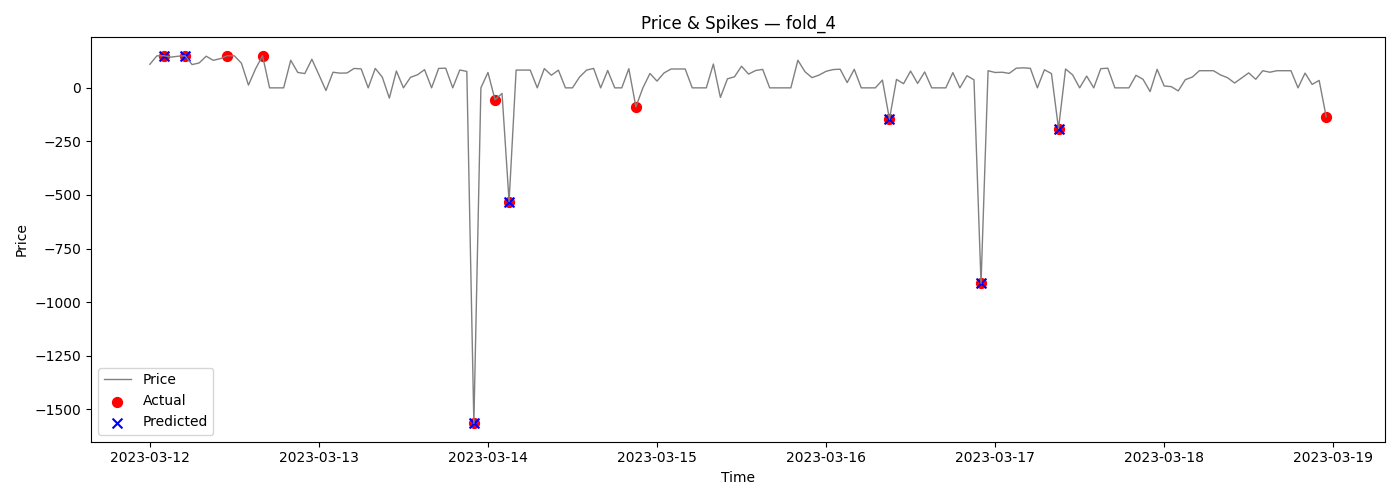 Price & Spikes — fold_4
Price
0
−250
−500
−750
−1000
−1250
−1500
Price
Actual
Predicted
2023-03-12
2023-03-13
2023-03-14
2023-03-15
2023-03-16
2023-03-17
2023-03-18
2023-03-19
Time